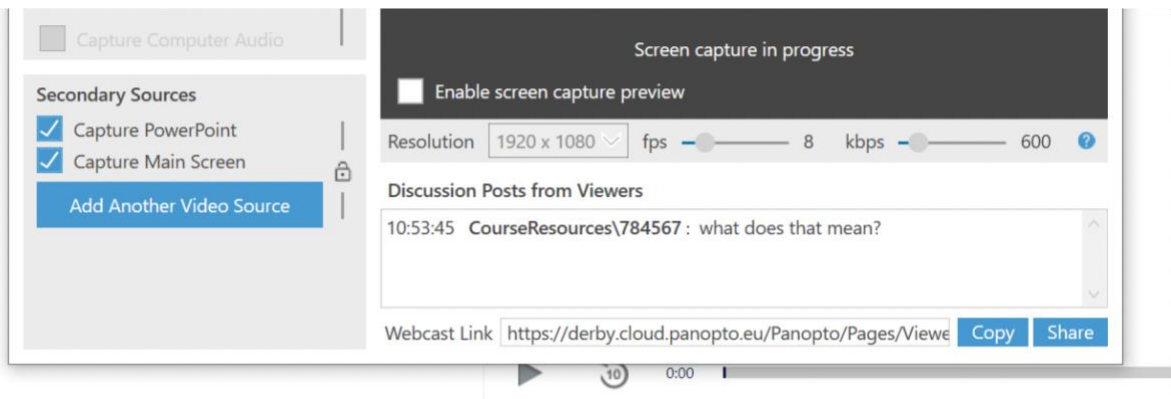 Capture Computer Audio
Secondary Sources
Capture PowerPoint
Capture Main Screen
Add Another Video Source
Screen capture in progress
Enable screen capture preview
Resolution 1920 x 1080 fps 8 kbps 600 ?
Discussion Posts from Viewers
10:53:45 CourseResources\784567 : what does that mean?
Webcast Link https://derby.cloud.panopto.eu/Panopto/Pages/Viewe Copy Share
10 0:00